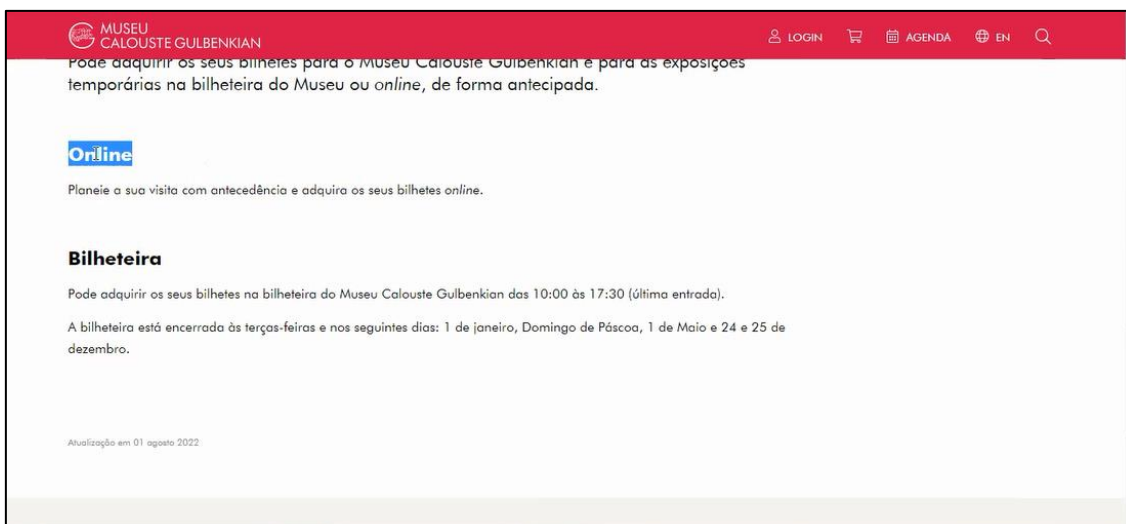 MUSEU
CALOUSTE GULBENKIAN
LOGIN
AGENDA
EN
Pode adquirir os seus bilhetes para o Museu Calouste Gulbenkian e para as exposições
temporárias na bilheteira do Museu ou online, de forma antecipada.
Online
Planeie a sua visita com antecedência e adquira os seus bilhetes online.
Bilheteira
Pode adquirir os seus bilhetes na bilheteira do Museu Calouste Gulbenkian das 10:00 às 17:30 (última entrada).
A bilheteira está encerrada às terças-feiras e nos seguintes dias: 1 de janeiro, Domingo de Páscoa, 1 de Maio e 24 e 25 de
dezembro.
Atualização em 01 agosto 2022